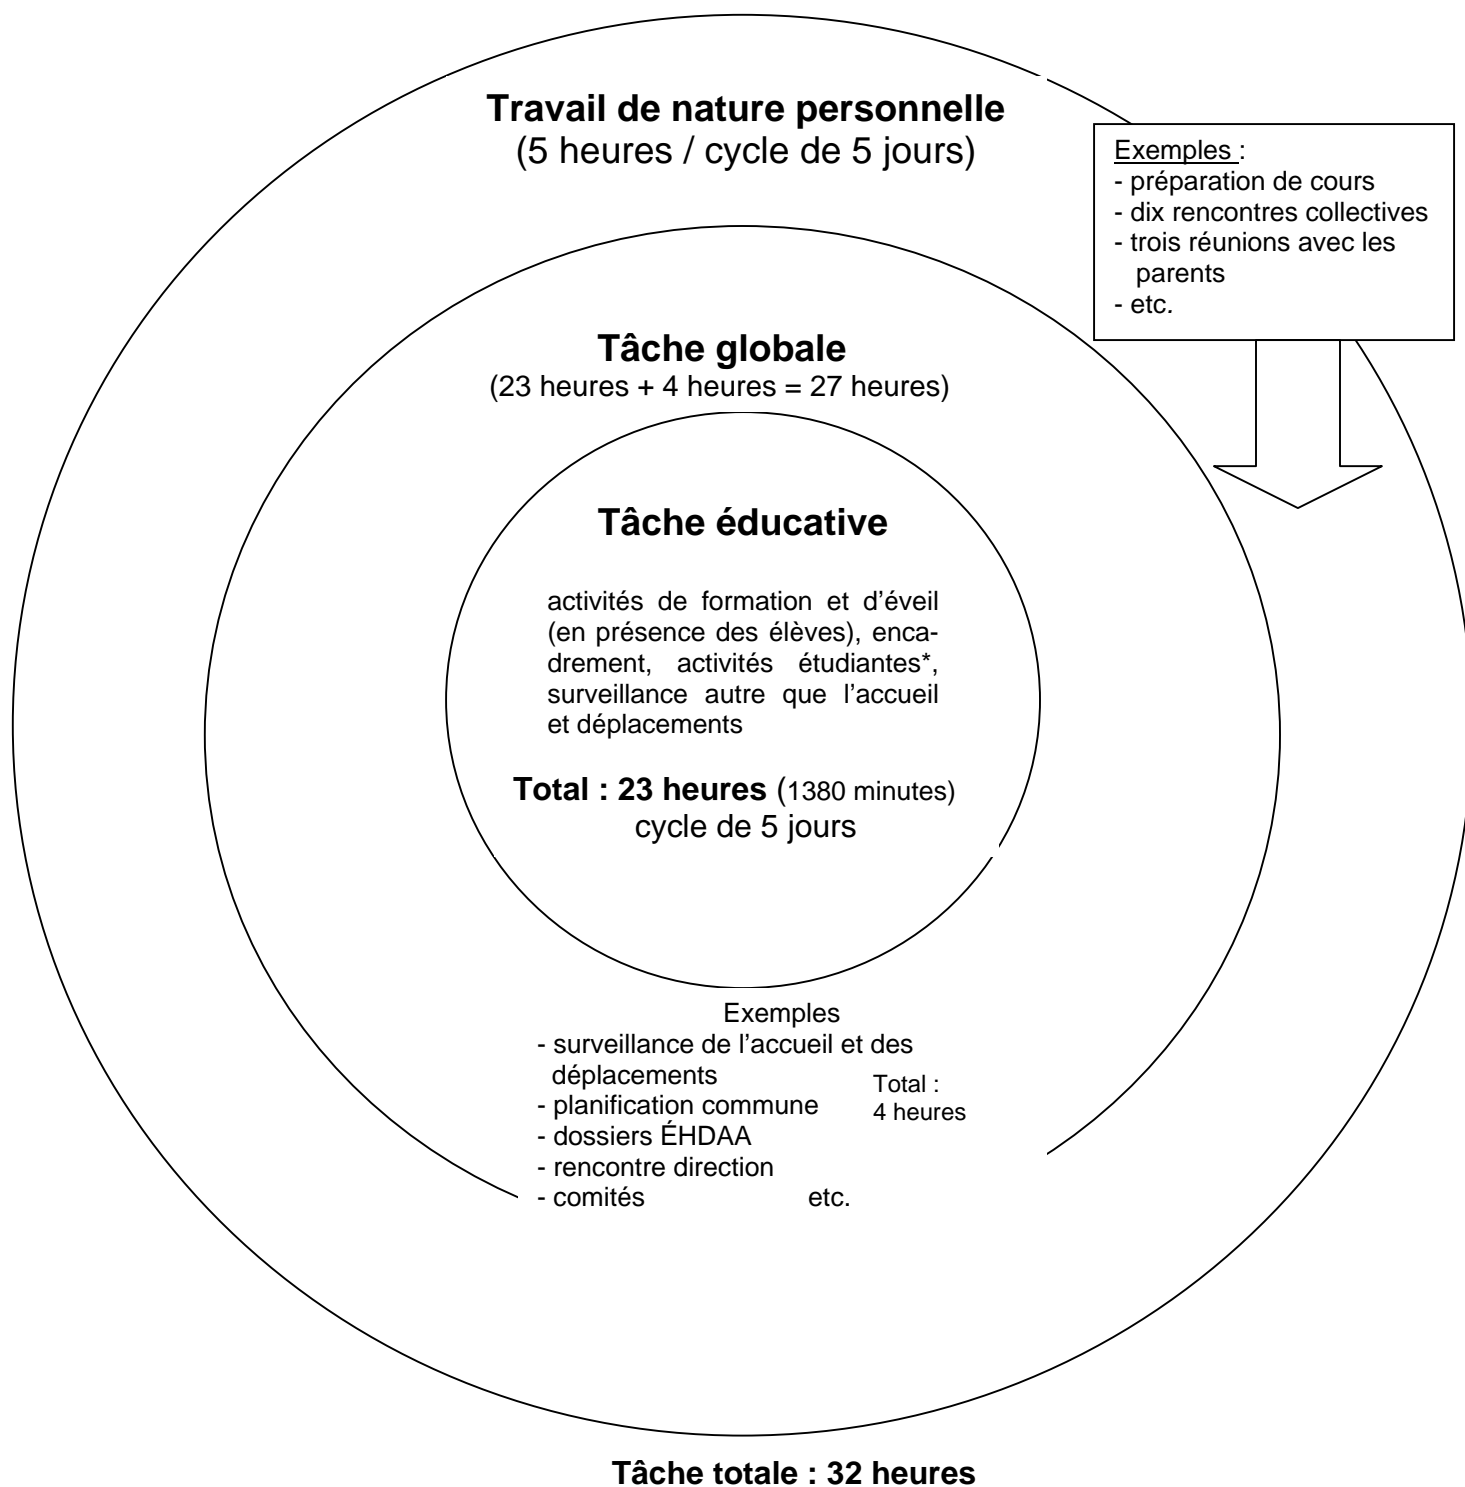 Travail de nature personnelle
(5 heures / cycle de 5 jours)
Exemples :
- préparation de cours
- dix rencontres collectives
- trois réunions avec les
parents
- etc.
Tâche globale
(23 heures + 4 heures = 27 heures)
Tâche éducative
activités de formation et d’éveil
(en présence des élèves), enca-
drement, activités étudiantes*,
surveillance autre que l’accueil
et déplacements
Total : 23 heures (1380 minutes)
cycle de 5 jours
Exemples
- surveillance de l’accueil et des
déplacements
- planification commune
- dossiers ÉHDAA
- rencontre direction
- comités etc.
Total :
4 heures
Tâche totale : 32 heures